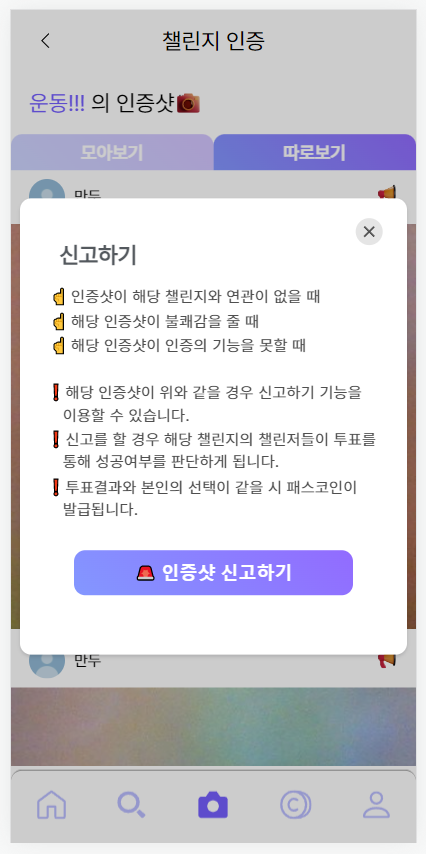 챌린지 인증
운동!!! 의 인증샷📷
모아보기 따로보기
만두
신고하기
☝ 인증샷이 해당 챌린지와 연관이 없을 때
☝ 해당 인증샷이 불쾌감을 줄 때
☝ 해당 인증샷이 인증의 기능을 못할 때
❗ 해당 인증샷이 위와 같을 경우 신고하기 기능을
이용할 수 있습니다.
❗ 신고를 할 경우 해당 챌린지의 챌린저들이 투표를
통해 성공여부를 판단하게 됩니다.
❗ 투표결과와 본인의 선택이 같을 시 패스코인이
발급됩니다.
🚨 인증샷 신고하기
만두